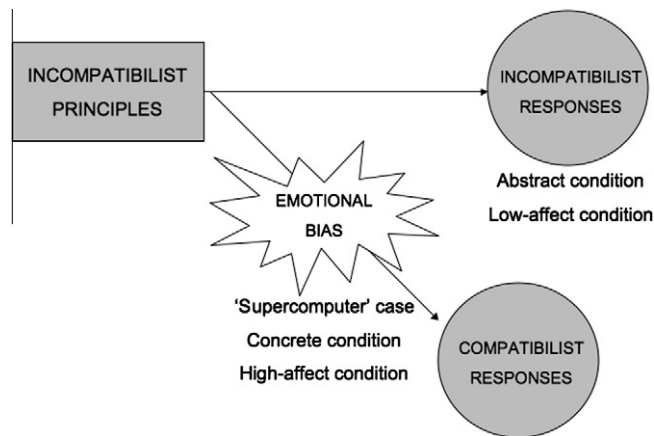 INCOMPATIBILIST
PRINCIPLES
INCOMPATIBILIST
RESPONSES
Abstract condition
Low-affect condition
EMOTIONAL
BIAS
‘Supercomputer’ case
Concrete condition
High-affect condition
COMPATIBILIST
RESPONSES